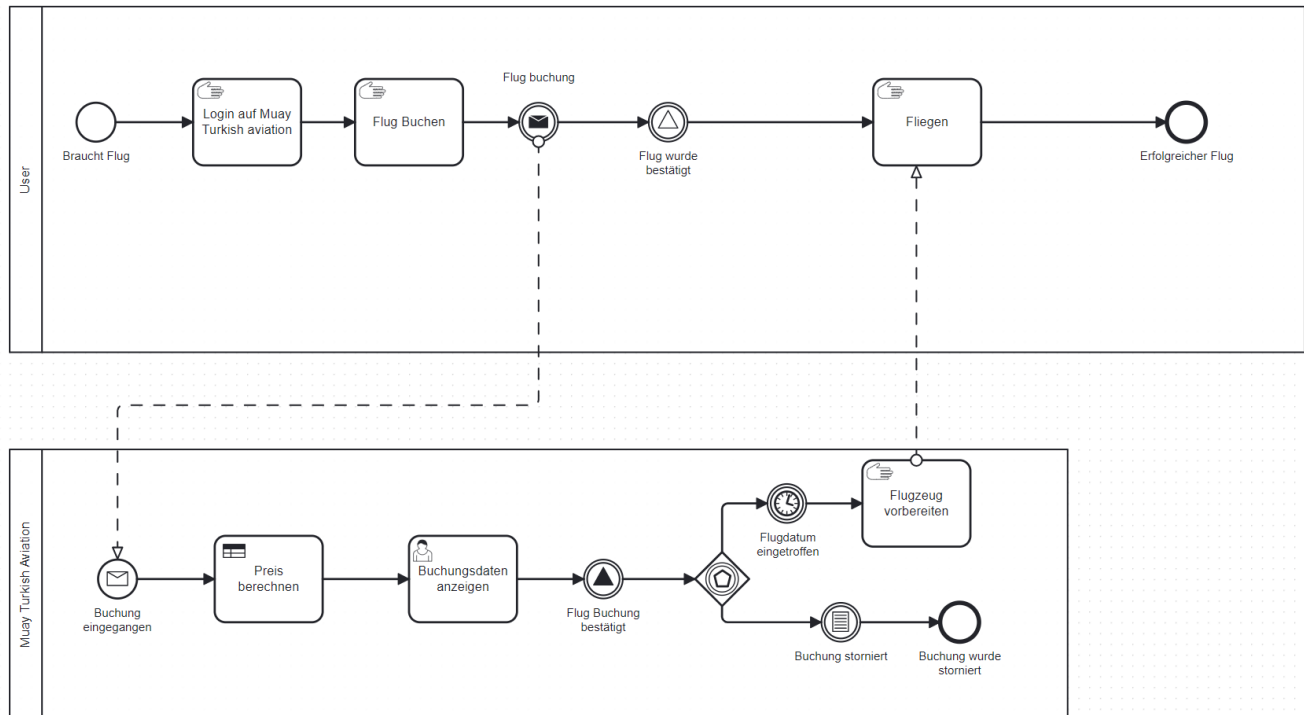 User
Braucht Flug
Login auf Muay
Turkish aviation
Flug Buchen
Flug buchung
Flug wurde
bestätigt
Fliegen
Erfolgreicher Flug
Muay Turkish Aviation
Buchung
eingegangen
Preis
berechnen
Buchungsdaten
anzeigen
Flug Buchung
bestätigt
Flugdatum
eingetroffen
Flugzeug
vorbereiten
Buchung storniert
Buchung wurde
storniert